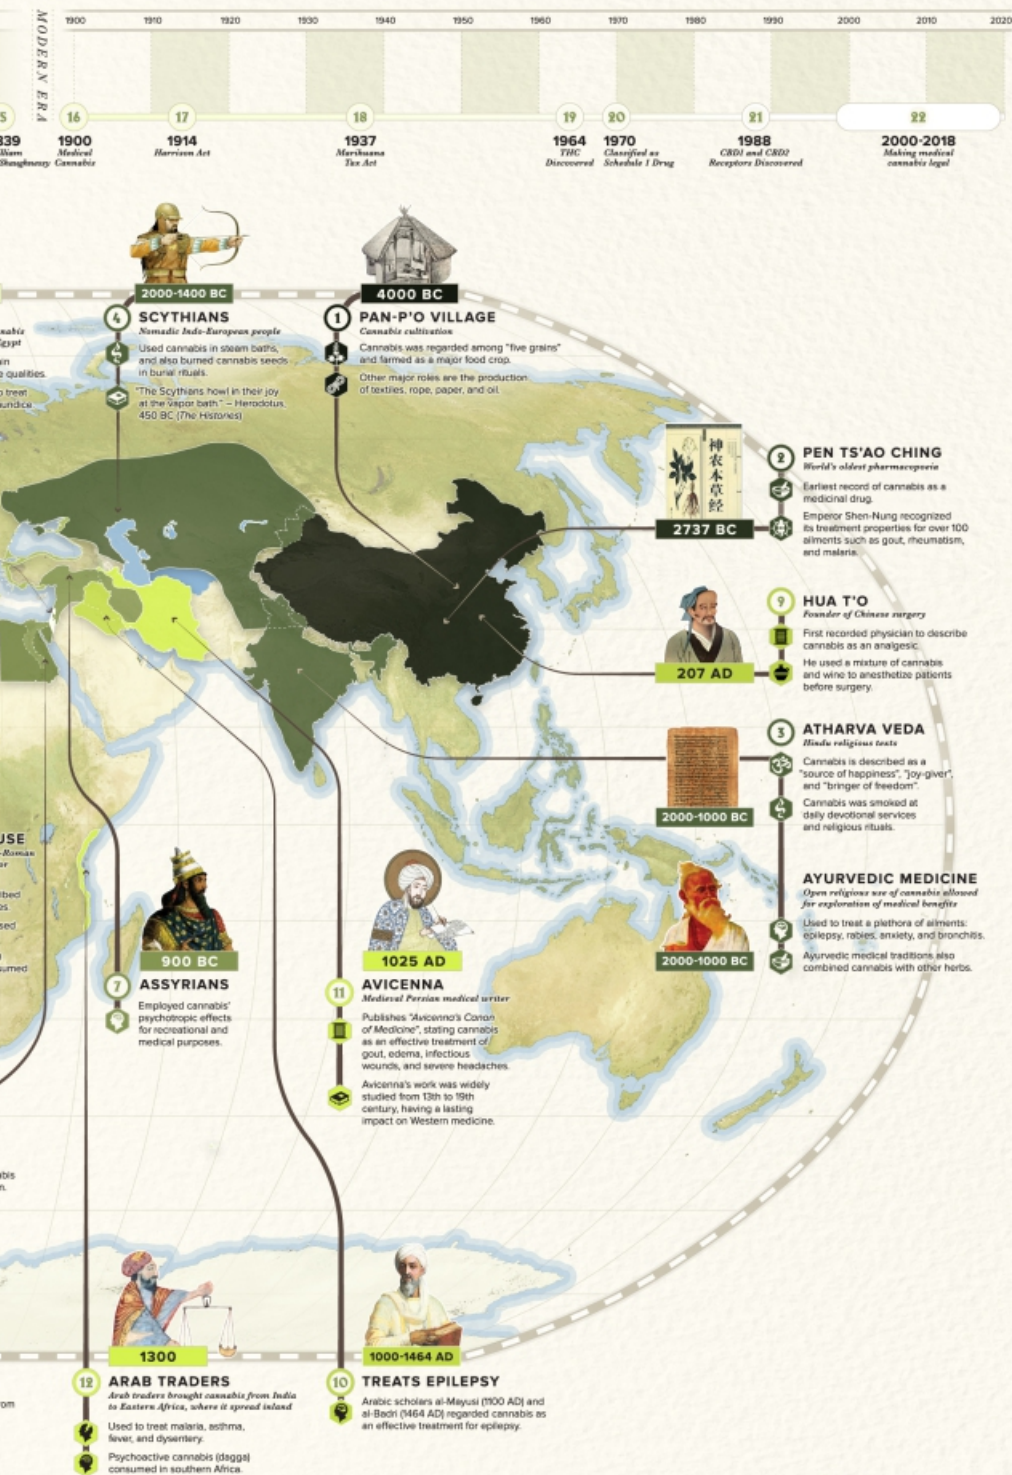 MODERN ERA
1900 1910 1920 1930 1940 1950 1960 1970 1980 1990 2000 2010 2020
16 17 18 19 20 21 22
1900
Medical
Cannabis
1914
Harrison Act
1937
Marihuana
Tax Act
1964
THC
Discovered
1970
Classified as
Schedule 1 Drug
1988
CBD1 and CBD2
Receptors Discovered
2000-2018
Making medical
cannabis legal
2000-1400 BC
4 SCYTHIANS
Nomadic Indo-European people
Used cannabis in steam baths,
and also burned cannabis seeds
in burial rituals.
"The Scythians howl in their joy
at the vapor bath." – Herodotus,
450 BC (The Histories)
4000 BC
1 PAN-P'O VILLAGE
Cannabis cultivation
Cannabis was regarded among "five grains"
and farmed as a major food crop.
Other major roles are the production
of textiles, rope, paper, and oil.
神农本草经
2737 BC
2 PEN TS'AO CHING
World's oldest pharmacopoeia
Earliest record of cannabis as a
medicinal drug.
Emperor Shen-Nung recognized
its treatment properties for over 100
ailments such as gout, rheumatism,
and malaria.
207 AD
9 HUA T'O
Founder of Chinese surgery
First recorded physician to describe
cannabis as an analgesic.
He used a mixture of cannabis
and wine to anesthetize patients
before surgery.
2000-1000 BC
3 ATHARVA VEDA
Hindu religious texts
Cannabis is described as a
"source of happiness", "joy-giver",
and "bringer of freedom".
Cannabis was smoked at
daily devotional services
and religious rituals.
2000-1000 BC
AYURVEDIC MEDICINE
Open religious use of cannabis allowed
for exploration of medical benefits
Used to treat a plethora of ailments:
epilepsy, rabies, anxiety, and bronchitis.
Ayurvedic medical traditions also
combined cannabis with other herbs.
900 BC
7 ASSYRIANS
Employed cannabis'
psychotropic effects
for recreational and
medical purposes.
1025 AD
11 AVICENNA
Medieval Persian medical writer
Publishes "Avicenna's Canon
of Medicine", stating cannabis
as an effective treatment of
gout, edema, infectious
wounds, and severe headaches.
Avicenna's work was widely
studied from 13th to 19th
century, having a lasting
impact on Western medicine.
1300
12 ARAB TRADERS
Arab traders brought cannabis from India
to Eastern Africa, where it spread inland
Used to treat malaria, asthma,
fever, and dysentery.
Psychoactive cannabis (dagga)
consumed in southern Africa.
1000-1464 AD
10 TREATS EPILEPSY
Arabic scholars al-Mayusi (1100 AD) and
al-Badri (1464 AD) regarded cannabis as
an effective treatment for epilepsy.